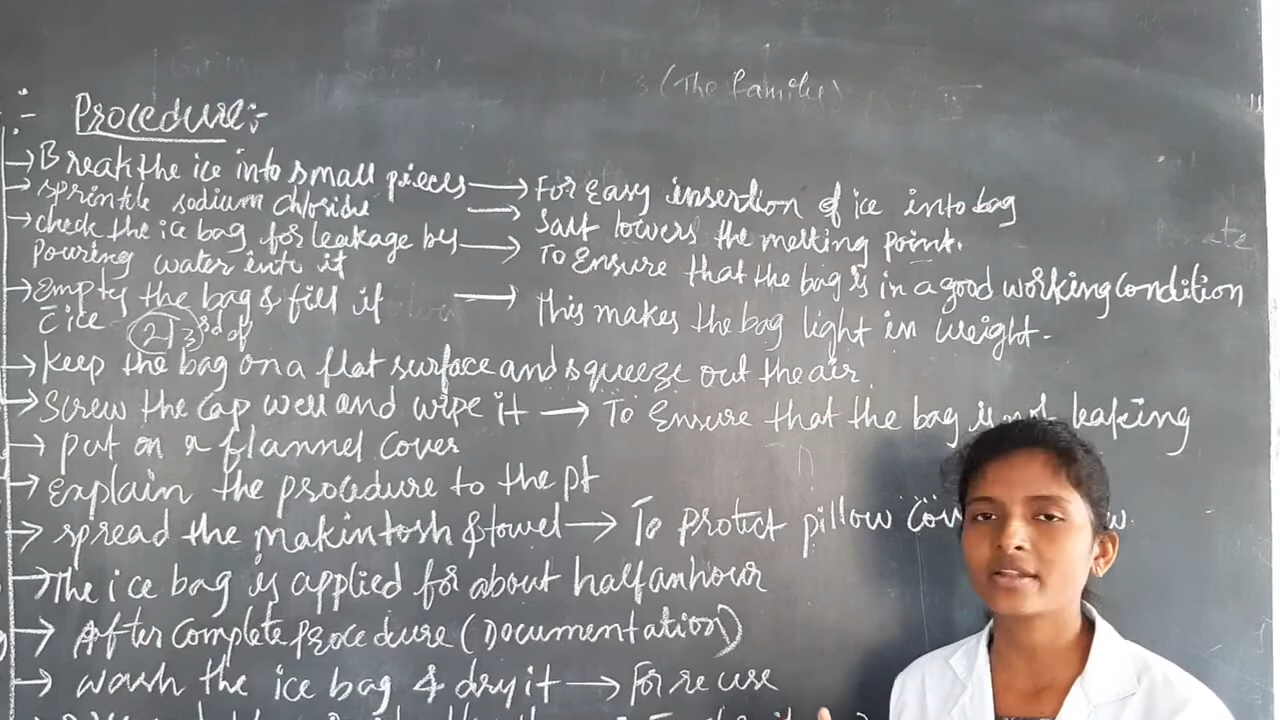 3 (The family)
:- Procedure:-
→ Break the ice into small pieces → For Easy insertion of ice into bag
→ sprinkle sodium chloride → Salt lowers the melting point.
→ check the ice bag for leakage by → To Ensure that the bag is in a good working condition
pouring water into it
→ Empty the bag & fill it → This makes the bag light in weight.
c̄ ice 2/3rd of
→ keep the bag on a flat surface and squeeze out the air
→ Screw the cap well and wipe it → To Ensure that the bag is not leaking
→ put on a flannel cover
→ Explain the procedure to the pt
→ spread the makintosh & towel → To protect pillow
→ The ice bag is applied for about half an hour
→ After Complete procedure (Documentation)
→ wash the ice bag & dry it → For re use